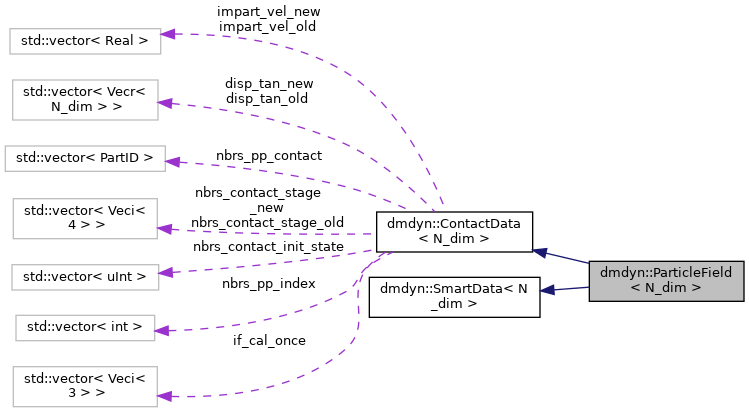 impart_vel_new
impart_vel_old
std::vector< Real >
disp_tan_new
disp_tan_old
std::vector< Vecr<
N_dim > >
nbrs_pp_contact
std::vector< PartID >
nbrs_contact_stage
_new
nbrs_contact_stage_old
std::vector< Veci<
4 > >
dmdyn::ContactData
< N_dim >
nbrs_contact_init_state
std::vector< uInt >
dmdyn::ParticleField
< N_dim >
nbrs_pp_index
dmdyn::SmartData< N
_dim >
std::vector< int >
if_cal_once
std::vector< Veci<
3 > >